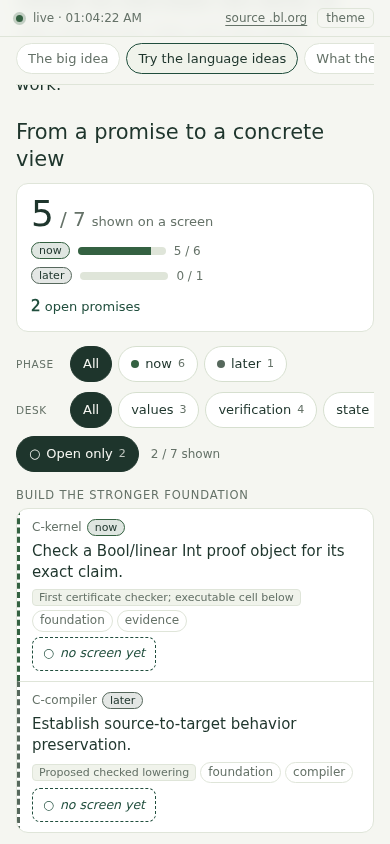 live · 01:04:22 AM source .bl.org theme
The big idea Try the language ideas What the
work.
From a promise to a concrete
view
5 / 7 shown on a screen
now 5 / 6
later 0 / 1
2 open promises
PHASE All now 6 later 1
DESK All values 3 verification 4 state
○ Open only 2 2 / 7 shown
BUILD THE STRONGER FOUNDATION
C-kernel now
Check a Bool/linear Int proof object for its
exact claim.
First certificate checker; executable cell below
foundation evidence
○ no screen yet
C-compiler later
Establish source-to-target behavior
preservation.
Proposed checked lowering foundation compiler
○ no screen yet